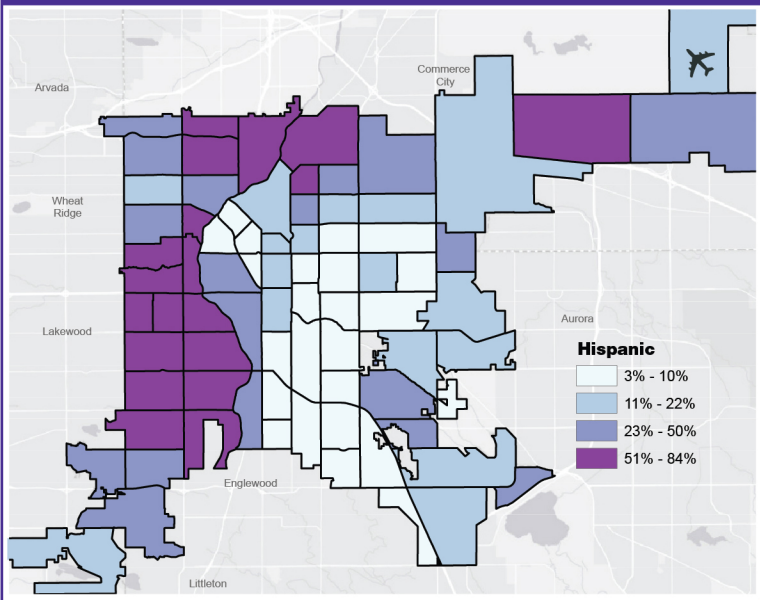 Commerce
City
Arvada
Wheat
Ridge
Lakewood
Aurora
Hispanic
3% - 10%
11% - 22%
23% - 50%
51% - 84%
Englewood
Littleton